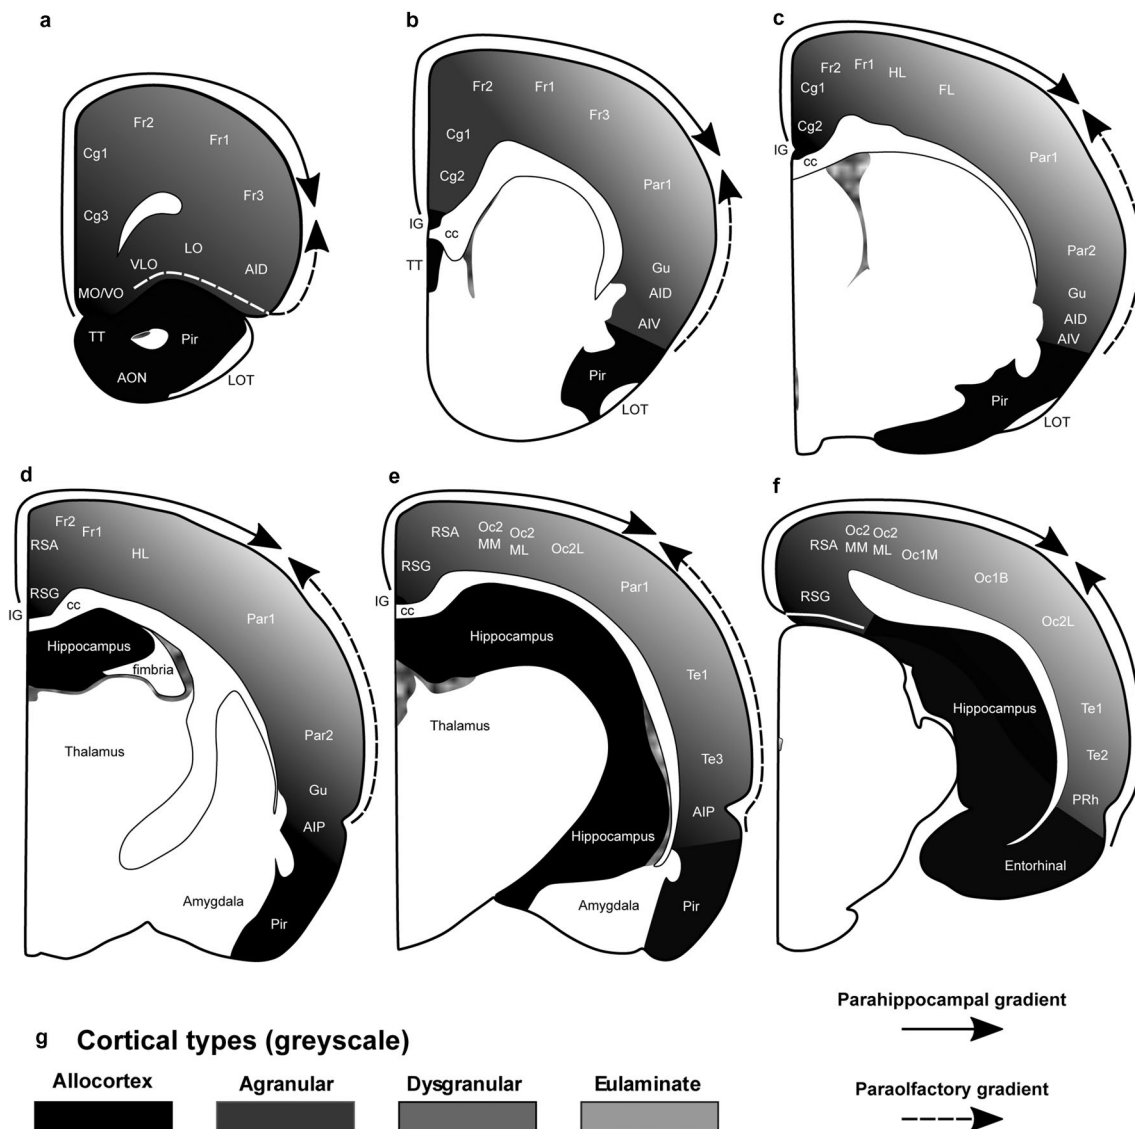 a
Fr2
Fr1
Cg1
Fr3
Cg3
LO
VLO
AID
MO/VO
TT
Pir
AON
LOT
b
Fr2
Fr1
Fr3
Cg1
Par1
Cg2
IG
cc
TT
Gu
AID
AIV
Pir
LOT
c
Fr2
Fr1
HL
Cg1
FL
Cg2
IG
cc
Par1
Par2
Gu
AID
AIV
Pir
LOT
d
Fr2
Fr1
RSA
HL
RSG
IG
cc
Par1
Hippocampus
fimbria
Thalamus
Par2
Gu
AIP
Amygdala
Pir
e
RSA
Oc2
MM
Oc2
ML
Oc2L
RSG
Par1
IG
cc
Hippocampus
Te1
Thalamus
Te3
AIP
Hippocampus
Amygdala
Pir
f
RSA
Oc2
MM
Oc2
ML
Oc1M
Oc1B
RSG
Oc2L
Hippocampus
Te1
Te2
PRh
Entorhinal
Parahippocampal gradient
Paraolfactory gradient
g Cortical types (greyscale)
Allocortex Agranular Dysgranular Eulaminate